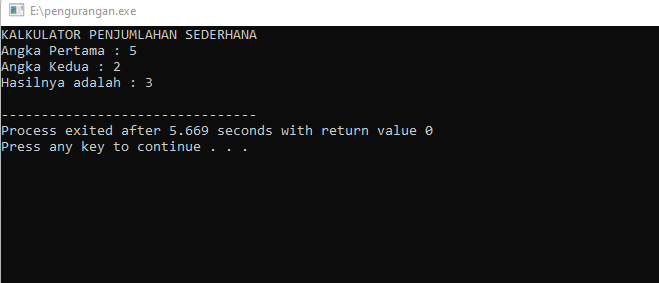 E:\pengurangan.exe
KALKULATOR PENJUMLAHAN SEDERHANA
Angka Pertama : 5
Angka Kedua : 2
Hasilnya adalah : 3
--------------------------------
Process exited after 5.669 seconds with return value 0
Press any key to continue . . .